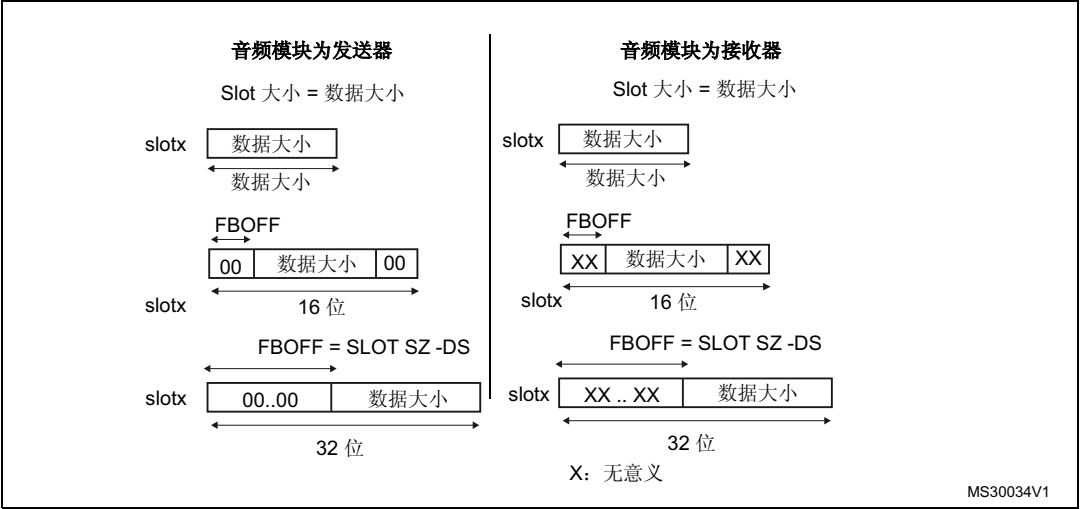 音频模块为发送器
Slot 大小 = 数据大小
slotx
数据大小
数据大小
FBOFF
00 数据大小 00
slotx
16 位
FBOFF = SLOT SZ -DS
slotx
00..00 数据大小
32 位
音频模块为接收器
Slot 大小 = 数据大小
slotx
数据大小
数据大小
FBOFF
XX 数据大小 XX
slotx
16 位
FBOFF = SLOT SZ -DS
slotx
XX .. XX 数据大小
32 位
X：无意义
MS30034V1